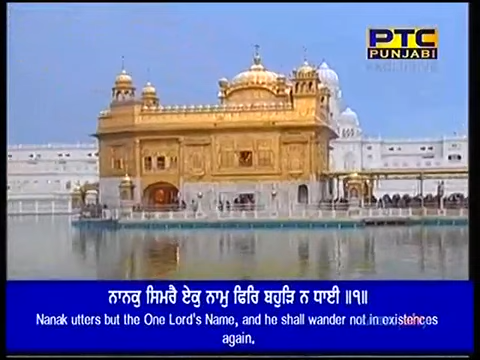 PTC
PUNJABI
EXCLUSIVE
ਨਾਨਕੁ ਸਿਮਰੈ ਏਕੁ ਨਾਮੁ ਫਿਰਿ ਬਹੁੜਿ ਨ ਧਾਈ ॥੧॥
Nanak utters but the One Lord's Name, and he shall wander not in existences
again.